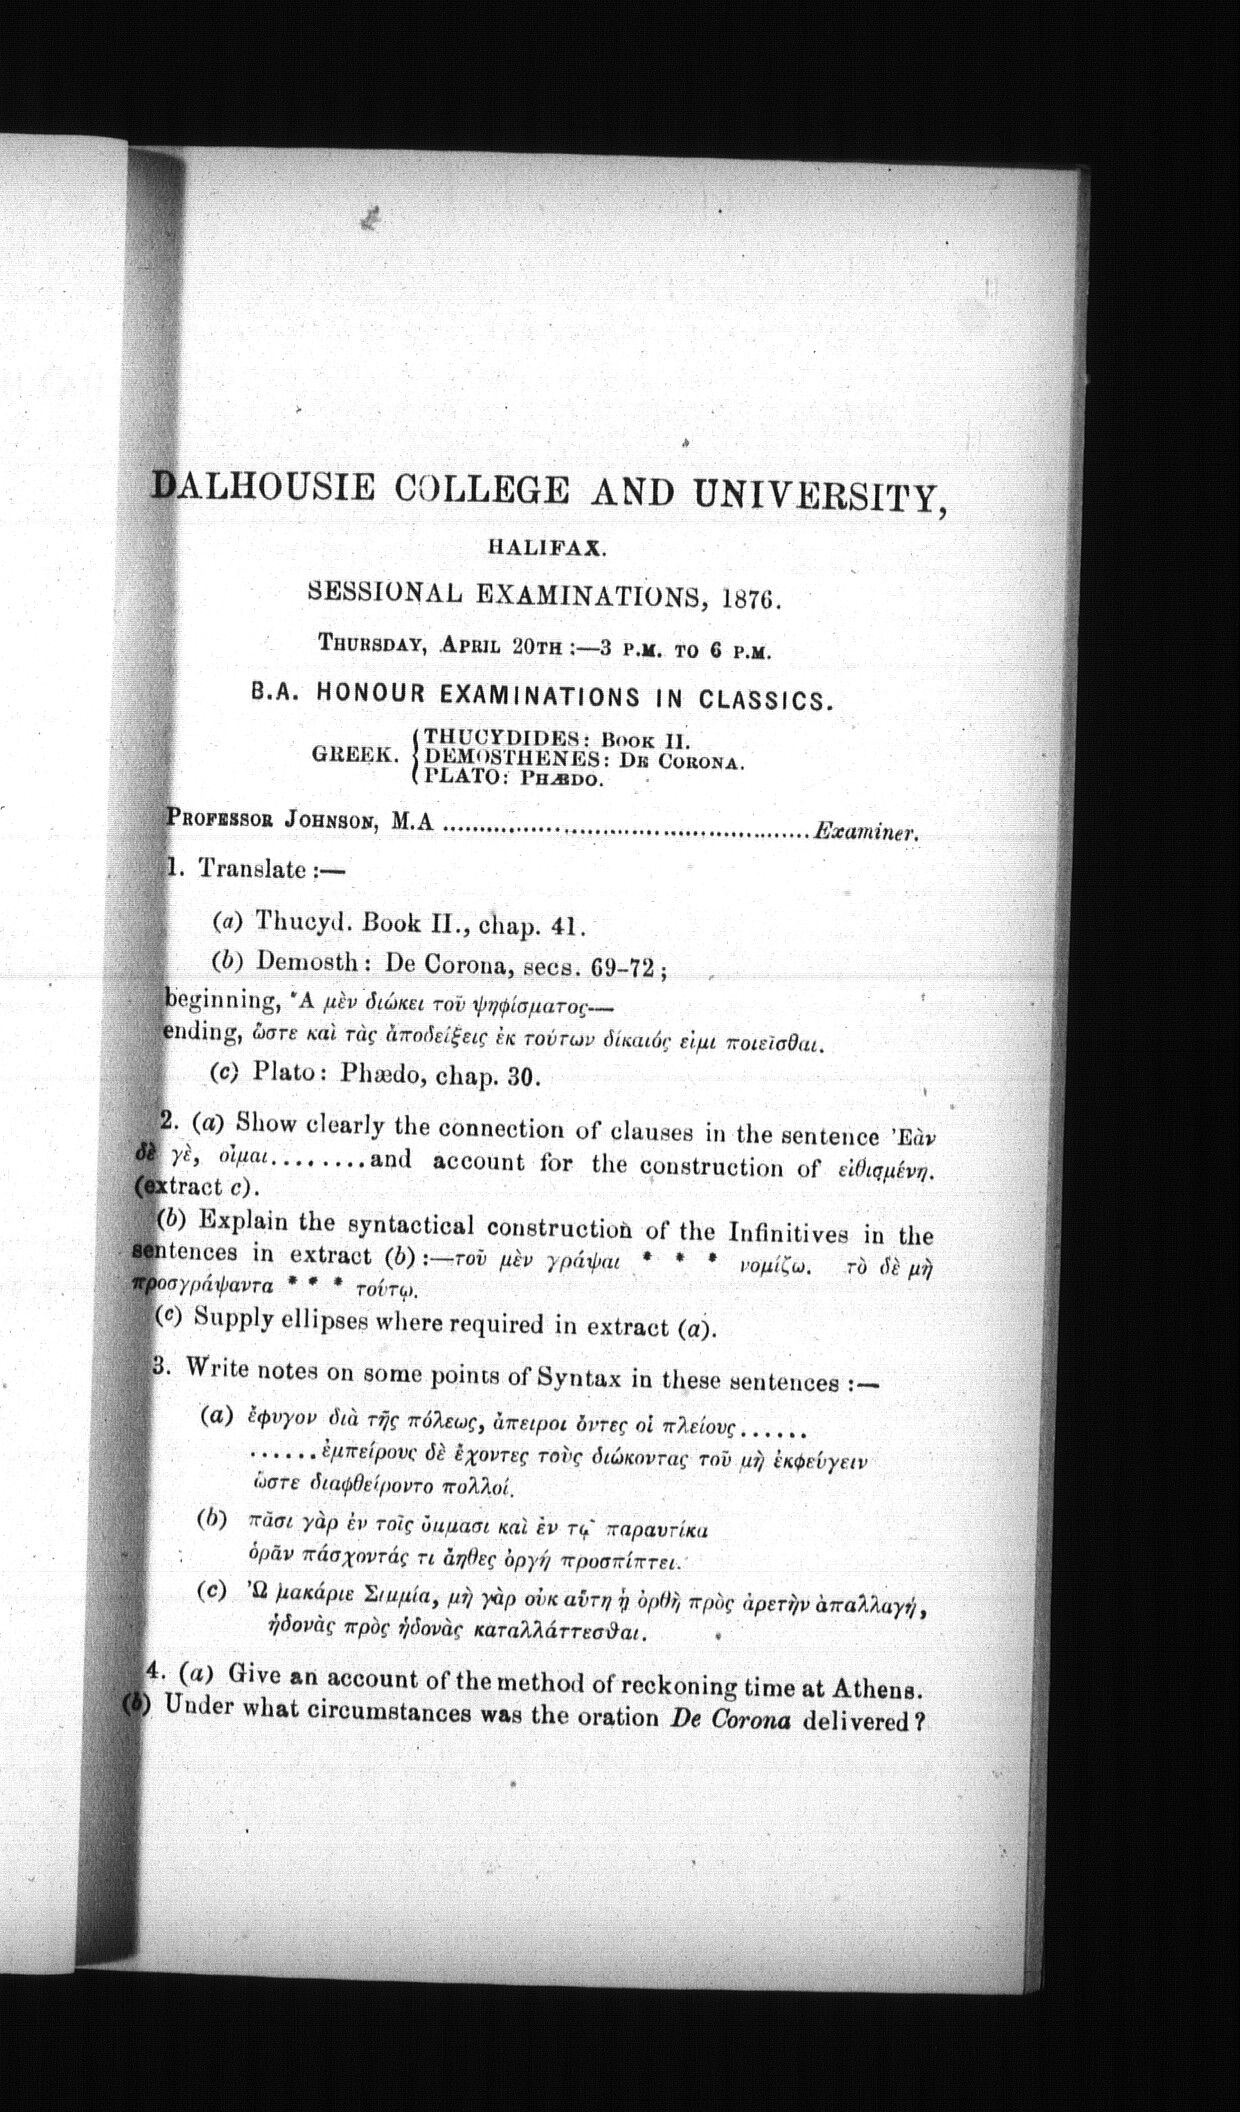 DALHOUSIE COLLEGE AND UNIVERSITY,
HALIFAX.
SESSIONAL EXAMINATIONS, 1876.
THURSDAY, APRIL 20TH :—3 P.M. TO 6 P.M.
B.A. HONOUR EXAMINATIONS IN CLASSICS.
GREEK. { THUCYDIDES: BOOK II.
DEMOSTHENES: DE CORONA.
PLATO: PHÆDO.
PROFESSOR JOHNSON, M.A ................................................ Examiner.
1. Translate :—
(a) Thucyd. Book II., chap. 41.
(b) Demosth: De Corona, secs. 69-72;
beginning, Ἃ μὲν διώκει τοῦ ψηφίσματος—
ending, ὥστε καὶ τὰς ἀποδείξεις ἐκ τούτων δίκαιός εἰμι ποιεῖσθαι.
(c) Plato: Phædo, chap. 30.
2. (a) Show clearly the connection of clauses in the sentence Ἐὰν
δὲ γὲ, οἶμαι.........and account for the construction of εἰθισμένη.
(extract c).
(b) Explain the syntactical construction of the Infinitives in the
sentences in extract (b) :—τοῦ μὲν γράψαι * * * νομίζω. τὸ δὲ μὴ
προσγράψαντα * * * τούτῳ.
(c) Supply ellipses where required in extract (a).
3. Write notes on some points of Syntax in these sentences :—
(a) ἔφυγον διὰ τῆς πόλεως, ἄπειροι ὄντες οἱ πλείους......
......ἐμπείρους δὲ ἔχοντες τοὺς διώκοντας τοῦ μὴ ἐκφεύγειν
ὥστε διαφθείροντο πολλοί.
(b) πᾶσι γὰρ ἐν τοῖς ὄμμασι καὶ ἐν τῷ παραυτίκα
ὁρᾶν πάσχοντάς τι ἄηθες ὀργή προσπίπτει.
(c) Ὦ μακάριε Σιμμία, μὴ γὰρ οὐκ αὕτη ᾖ ὀρθὴ πρὸς ἀρετὴν ἀπαλλαγή,
ἡδονὰς πρὸς ἡδονὰς καταλλάττεσθαι.
4. (a) Give an account of the method of reckoning time at Athens.
(b) Under what circumstances was the oration De Corona delivered?